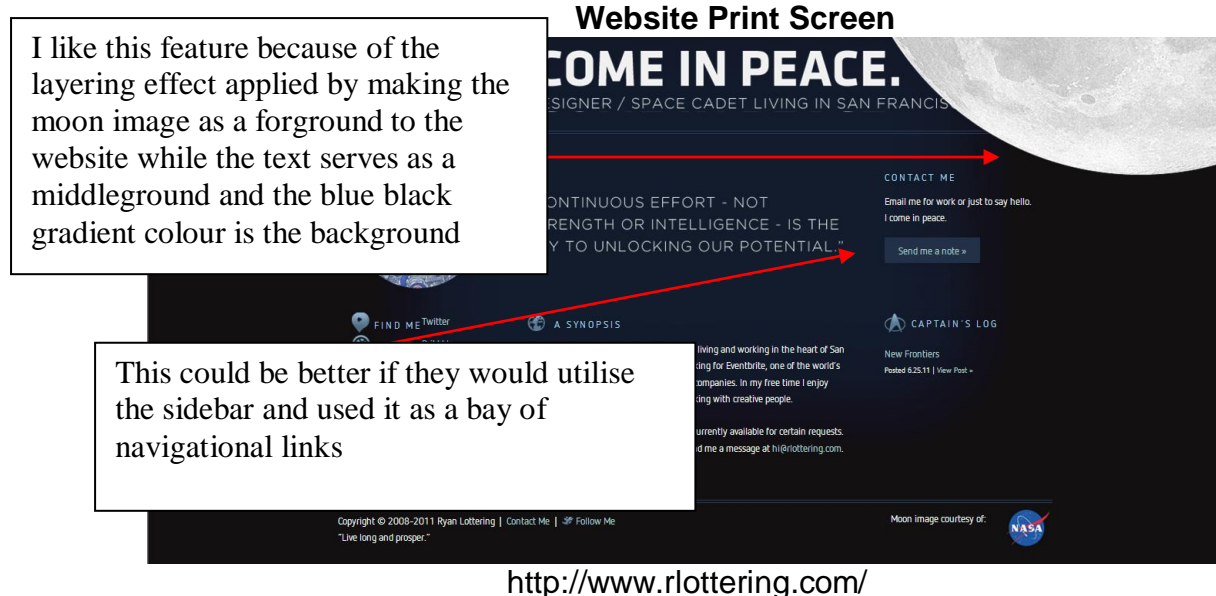 Website Print Screen
I like this feature because of the
layering effect applied by making the
moon image as a forground to the
website while the text serves as a
middleground and the blue black
gradient colour is the background
COME IN PEACE.
SIGNER / SPACE CADET LIVING IN SAN FRANCIS
CONTACT ME
Email me for work or just to say hello.
I come in peace.
Send me a note »
ONTINUOUS EFFORT - NOT
RENGTH OR INTELLIGENCE - IS THE
Y TO UNLOCKING OUR POTENTIAL."
FIND ME Twitter
A SYNOPSIS
living and working in the heart of San
king for Eventbrite, one of the world's
companies. In my free time I enjoy
king with creative people.
urrently available for certain requests.
d me a message at hi@rlottering.com.
CAPTAIN'S LOG
New Frontiers
Posted 6.25.11 | View Post »
This could be better if they would utilise
the sidebar and used it as a bay of
navigational links
Copyright © 2008-2011 Ryan Lottering | Contact Me | Follow Me
"Live long and prosper."
Moon image courtesy of:
NASA
http://www.rlottering.com/